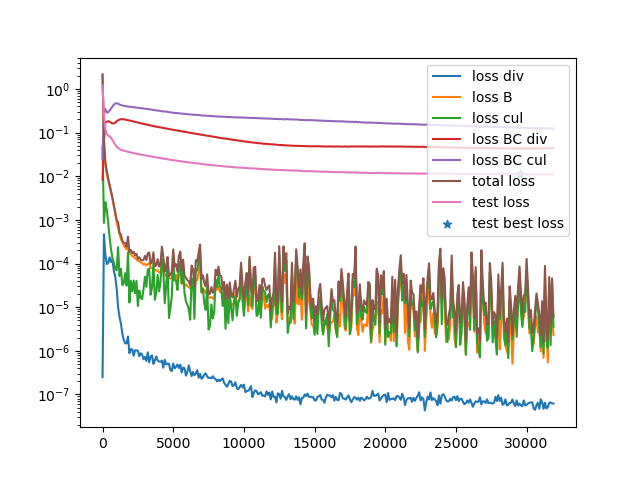 10⁰
10⁻¹
10⁻²
10⁻³
10⁻⁴
10⁻⁵
10⁻⁶
10⁻⁷
0 5000 10000 15000 20000 25000 30000
loss div
loss B
loss cul
loss BC div
loss BC cul
total loss
test loss
test best loss